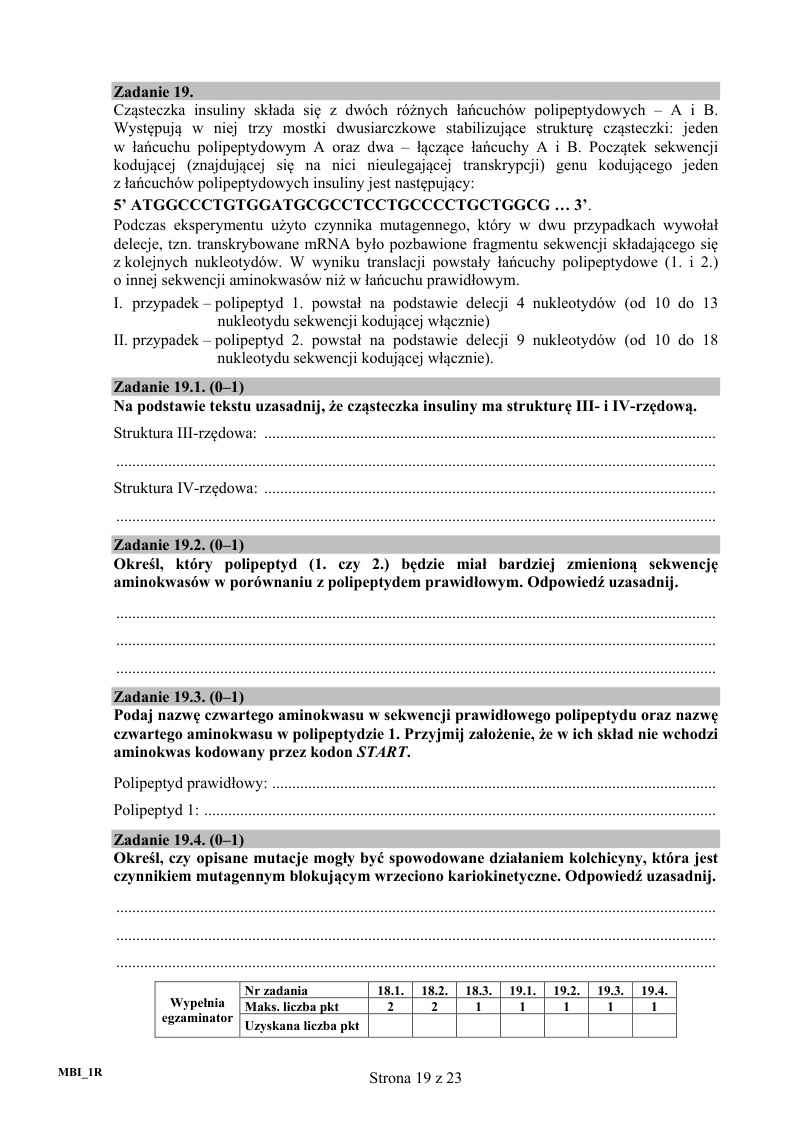 Zadanie 19.
Cząsteczka insuliny składa się z dwóch różnych łańcuchów polipeptydowych – A i B.
Występują w niej trzy mostki dwusiarczkowe stabilizujące strukturę cząsteczki: jeden
w łańcuchu polipeptydowym A oraz dwa – łączące łańcuchy A i B. Początek sekwencji
kodującej (znajdującej się na nici nieulegającej transkrypcji) genu kodującego jeden
z łańcuchów polipeptydowych insuliny jest następujący:
5’ ATGGCCCTGTGGATGCGCCTCCTGCCCCTGCTGGCG … 3’.
Podczas eksperymentu użyto czynnika mutagennego, który w dwu przypadkach wywołał
delecje, tzn. transkrybowane mRNA było pozbawione fragmentu sekwencji składającego się
z kolejnych nukleotydów. W wyniku translacji powstały łańcuchy polipeptydowe (1. i 2.)
o innej sekwencji aminokwasów niż w łańcuchu prawidłowym.
I. przypadek – polipeptyd 1. powstał na podstawie delecji 4 nukleotydów (od 10 do 13
nukleotydu sekwencji kodującej włącznie)
II. przypadek – polipeptyd 2. powstał na podstawie delecji 9 nukleotydów (od 10 do 18
nukleotydu sekwencji kodującej włącznie).
Zadanie 19.1. (0–1)
Na podstawie tekstu uzasadnij, że cząsteczka insuliny ma strukturę III- i IV-rzędową.
Struktura III-rzędowa: ..................................................................................................................
......................................................................................................................................................
Struktura IV-rzędowa: ..................................................................................................................
......................................................................................................................................................
Zadanie 19.2. (0–1)
Określ, który polipeptyd (1. czy 2.) będzie miał bardziej zmienioną sekwencję
aminokwasów w porównaniu z polipeptydem prawidłowym. Odpowiedź uzasadnij.
......................................................................................................................................................
......................................................................................................................................................
......................................................................................................................................................
Zadanie 19.3. (0–1)
Podaj nazwę czwartego aminokwasu w sekwencji prawidłowego polipeptydu oraz nazwę
czwartego aminokwasu w polipeptydzie 1. Przyjmij założenie, że w ich skład nie wchodzi
aminokwas kodowany przez kodon START.
Polipeptyd prawidłowy: ...............................................................................................................
Polipeptyd 1: ................................................................................................................................
Zadanie 19.4. (0–1)
Określ, czy opisane mutacje mogły być spowodowane działaniem kolchicyny, która jest
czynnikiem mutagennym blokującym wrzeciono kariokinetyczne. Odpowiedź uzasadnij.
......................................................................................................................................................
......................................................................................................................................................
......................................................................................................................................................
Wypełnia egzaminator
Nr zadania 18.1. 18.2. 18.3. 19.1. 19.2. 19.3. 19.4.
Maks. liczba pkt 2 2 1 1 1 1 1
Uzyskana liczba pkt
MBI_1R
Strona 19 z 23